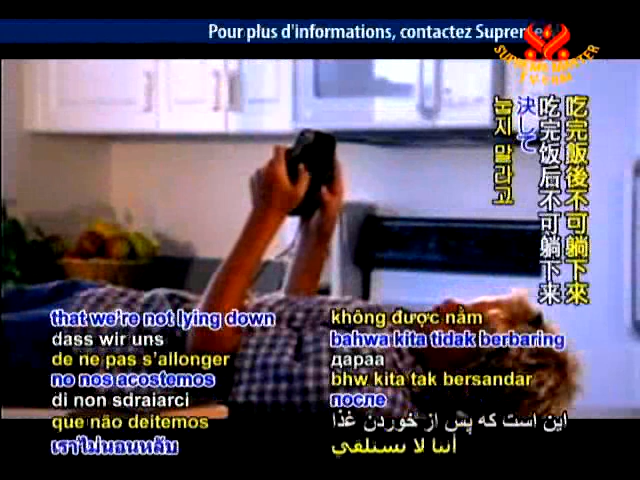 Pour plus d'informations, contactez Supreme
SUPREME MASTER
TV.com
吃完飯後不可躺下來
吃完饭后不可躺下来
決して
눕지 말라고
that we're not lying down
dass wir uns
de ne pas s'allonger
no nos acostemos
di non sdraiarci
que não deitemos
เราไม่นอนหลับ
không được nằm
bahwa kita tidak berbaring
дараа
bhw kita tak bersandar
после
این است که پس از خوردن غذا
أننا لا نستلقي